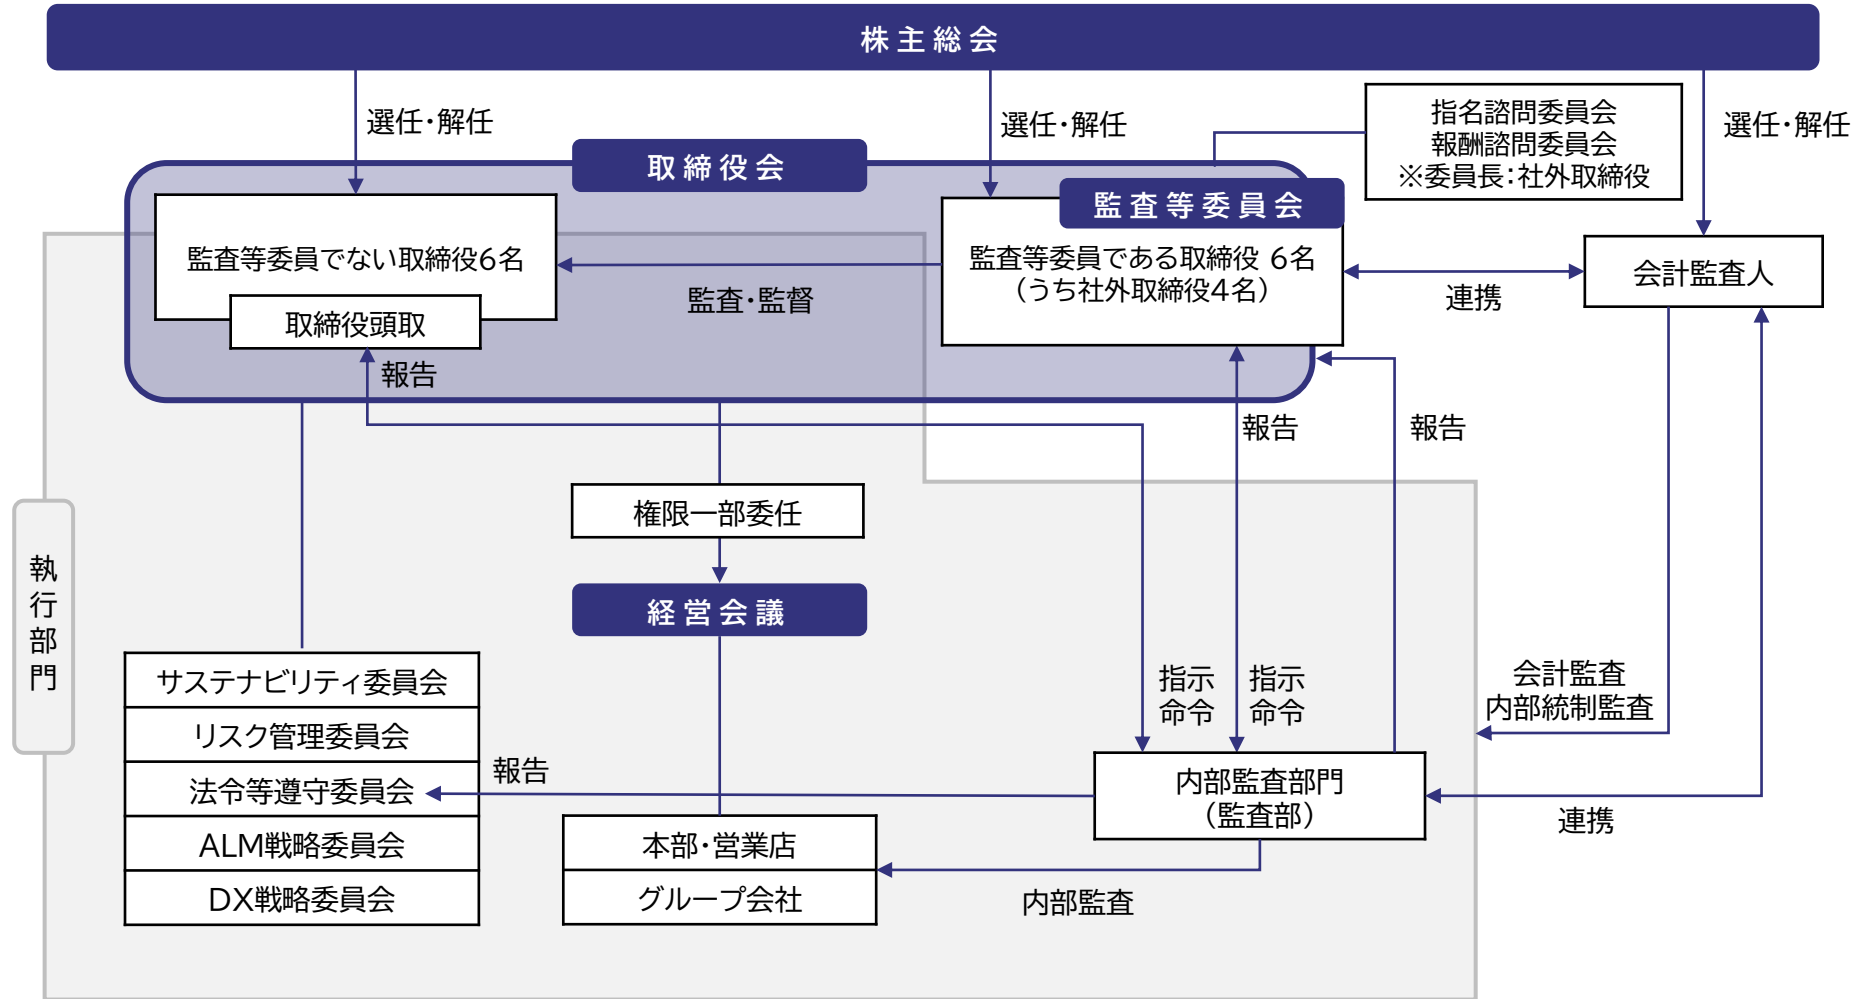 株主総会
選任・解任
選任・解任
指名諮問委員会
報酬諮問委員会
※委員長：社外取締役
選任・解任
取締役会
監査等委員会
監査等委員でない取締役6名
取締役頭取
監査・監督
監査等委員である取締役 6名
（うち社外取締役4名）
連携
会計監査人
報告
報告
報告
権限一部委任
経営会議
執行部門
サステナビリティ委員会
リスク管理委員会
法令等遵守委員会
ALM戦略委員会
DX戦略委員会
報告
指示
命令
指示
命令
会計監査
内部統制監査
内部監査部門
（監査部）
連携
本部・営業店
グループ会社
内部監査